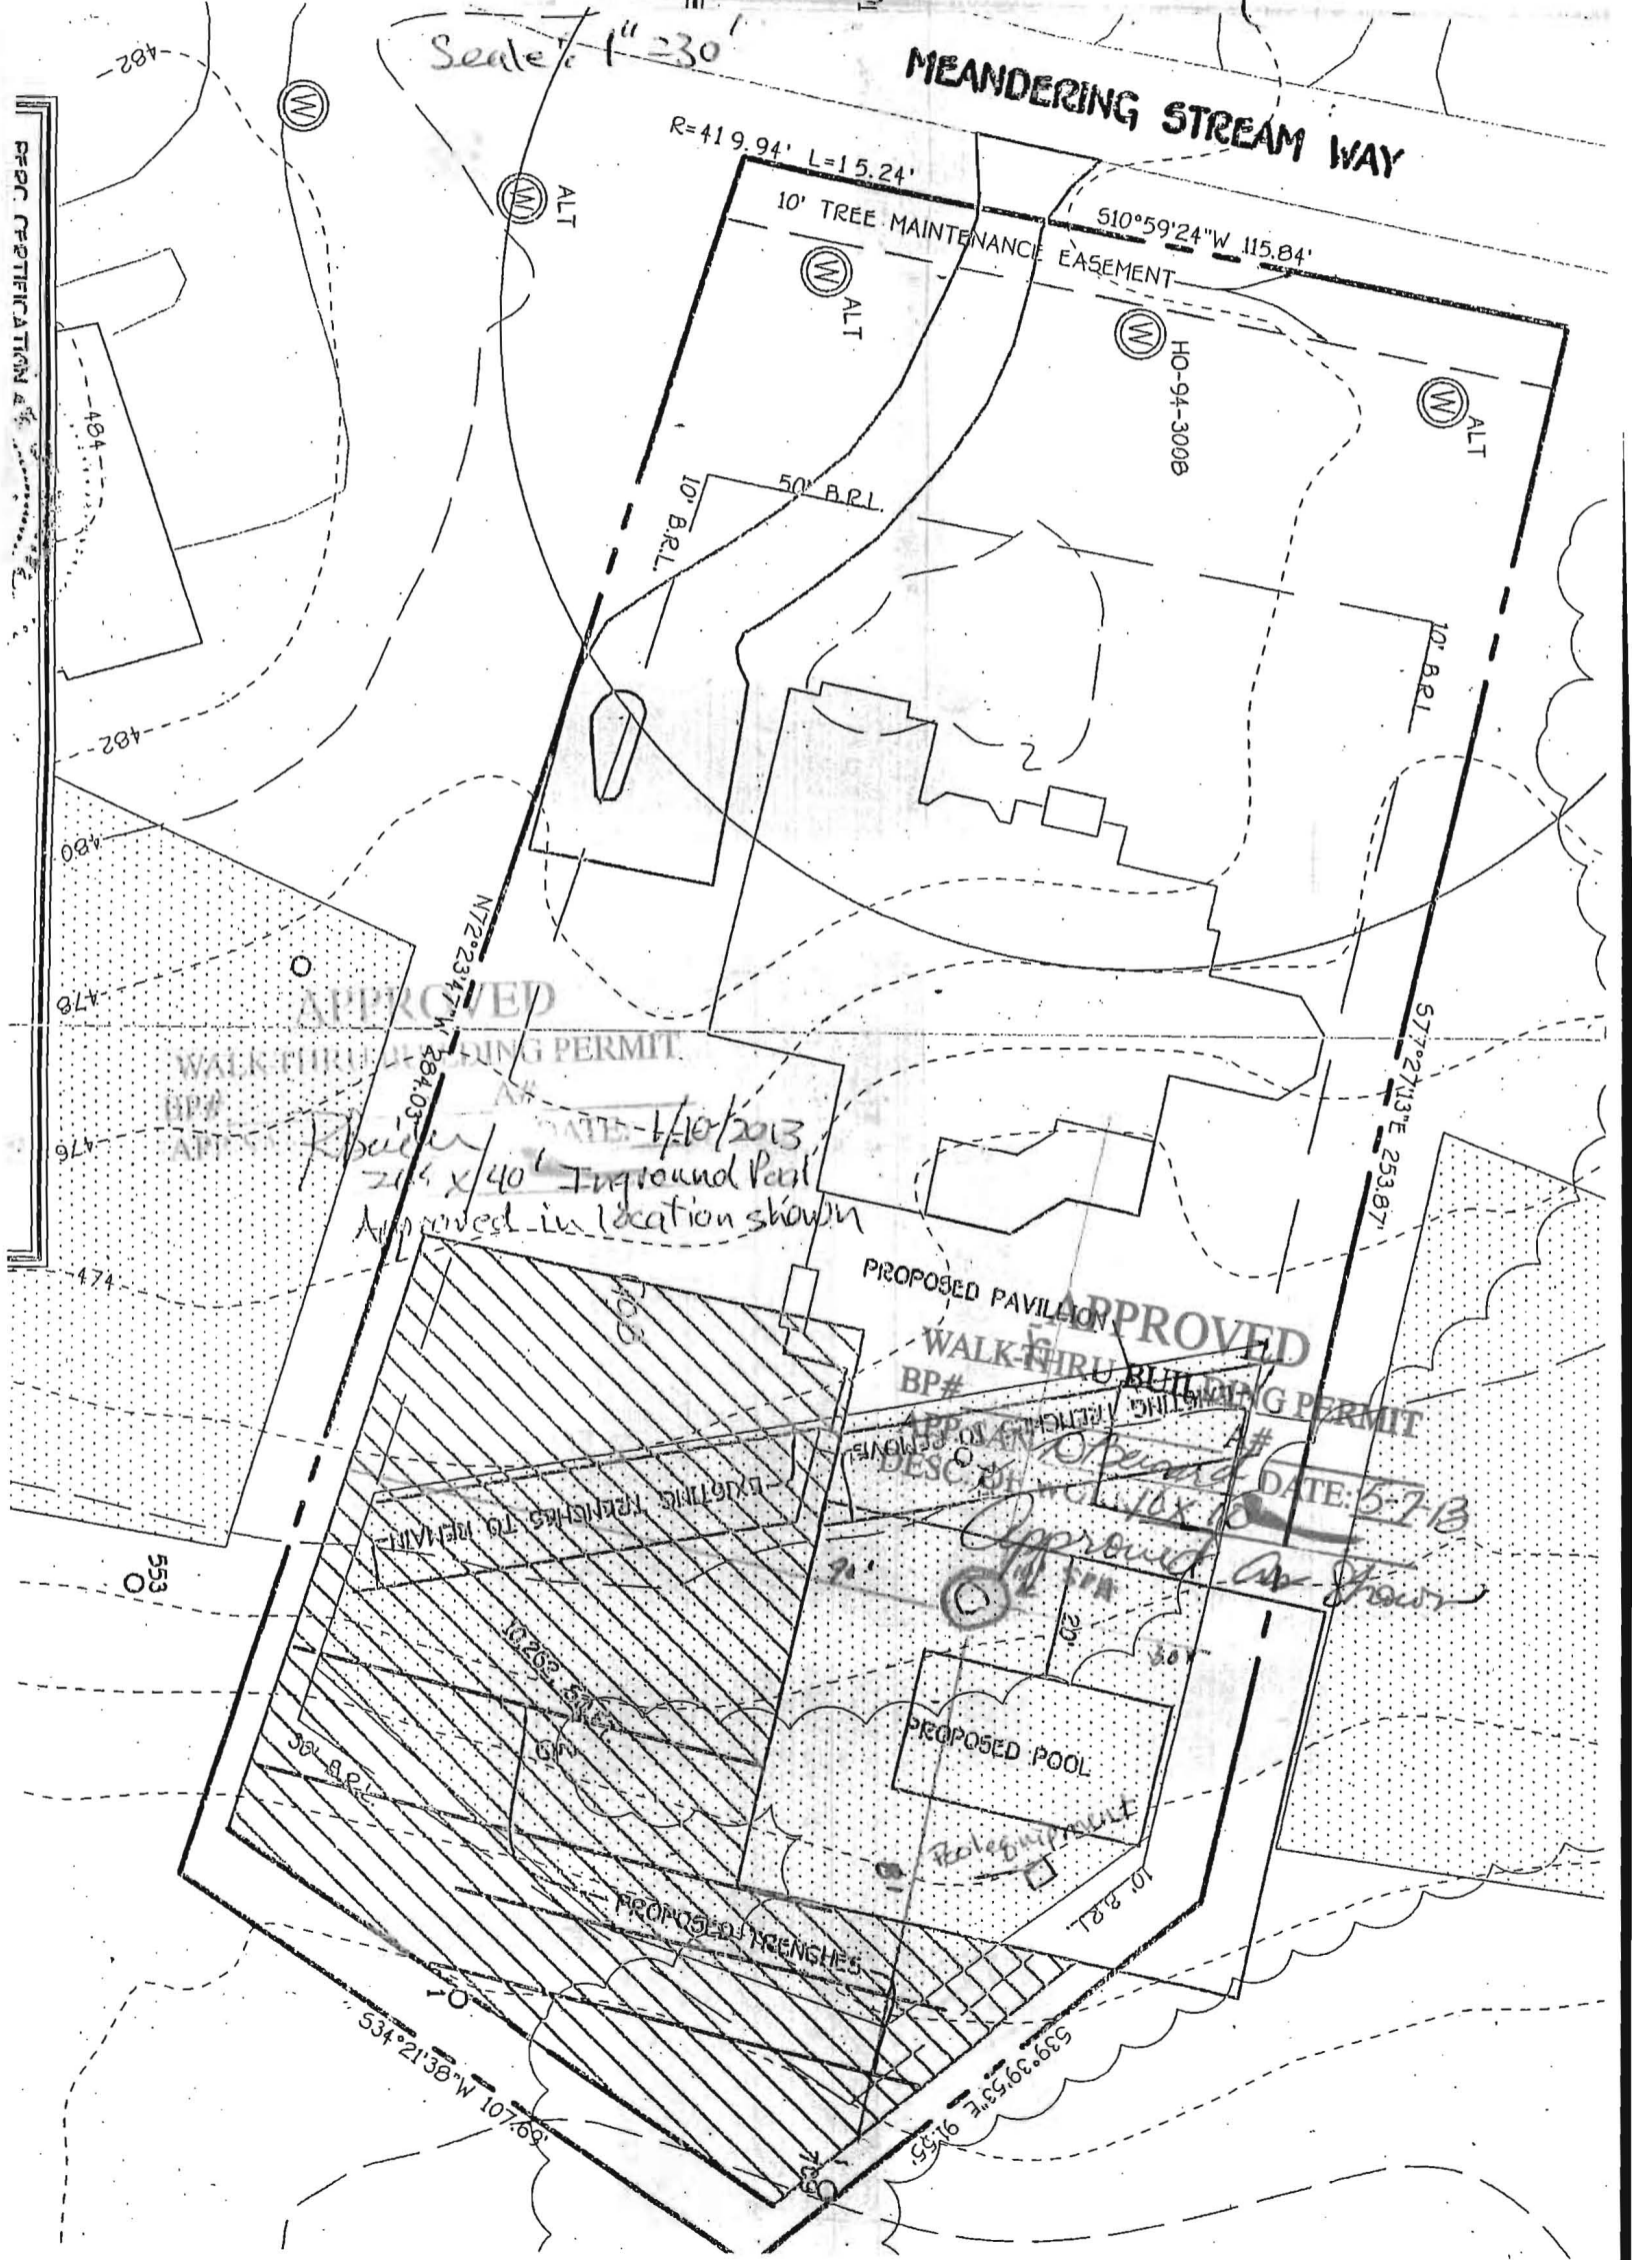 Scale: 1" = 30'
MEANDERING STREAM WAY
R=419.94' L=15.24'
S10°59'24"W 115.84'
10' TREE MAINTENANCE EASEMENT
482
W
W ALT
W ALT
W HO-94-3008
W ALT
484
50' B.R.L.
10' B.R.L.
10' B.R.L.
482
480
478
476
474
N72°23'47"W 284.03'
S77°27'13"E 253.87'
APPROVED
WALK-THRU BUILDING PERMIT
BP# A#
DATE: 1/10/2013
x 40' Inground Pool
Approved in location shown
PROPOSED PAVILLION
APPROVED
WALK-THRU BUILDING PERMIT
BP# A#
DATE: 5-7-13
DESC. OF
Approved as Shown
EXISTING TRENCHES TO REMAIN
553
20'
PROPOSED POOL
Pool equipment
10' B.R.L.
PROPOSED TRENCHES
1
S34°21'38"W 107.69'
S39°39'53"E 91.55'